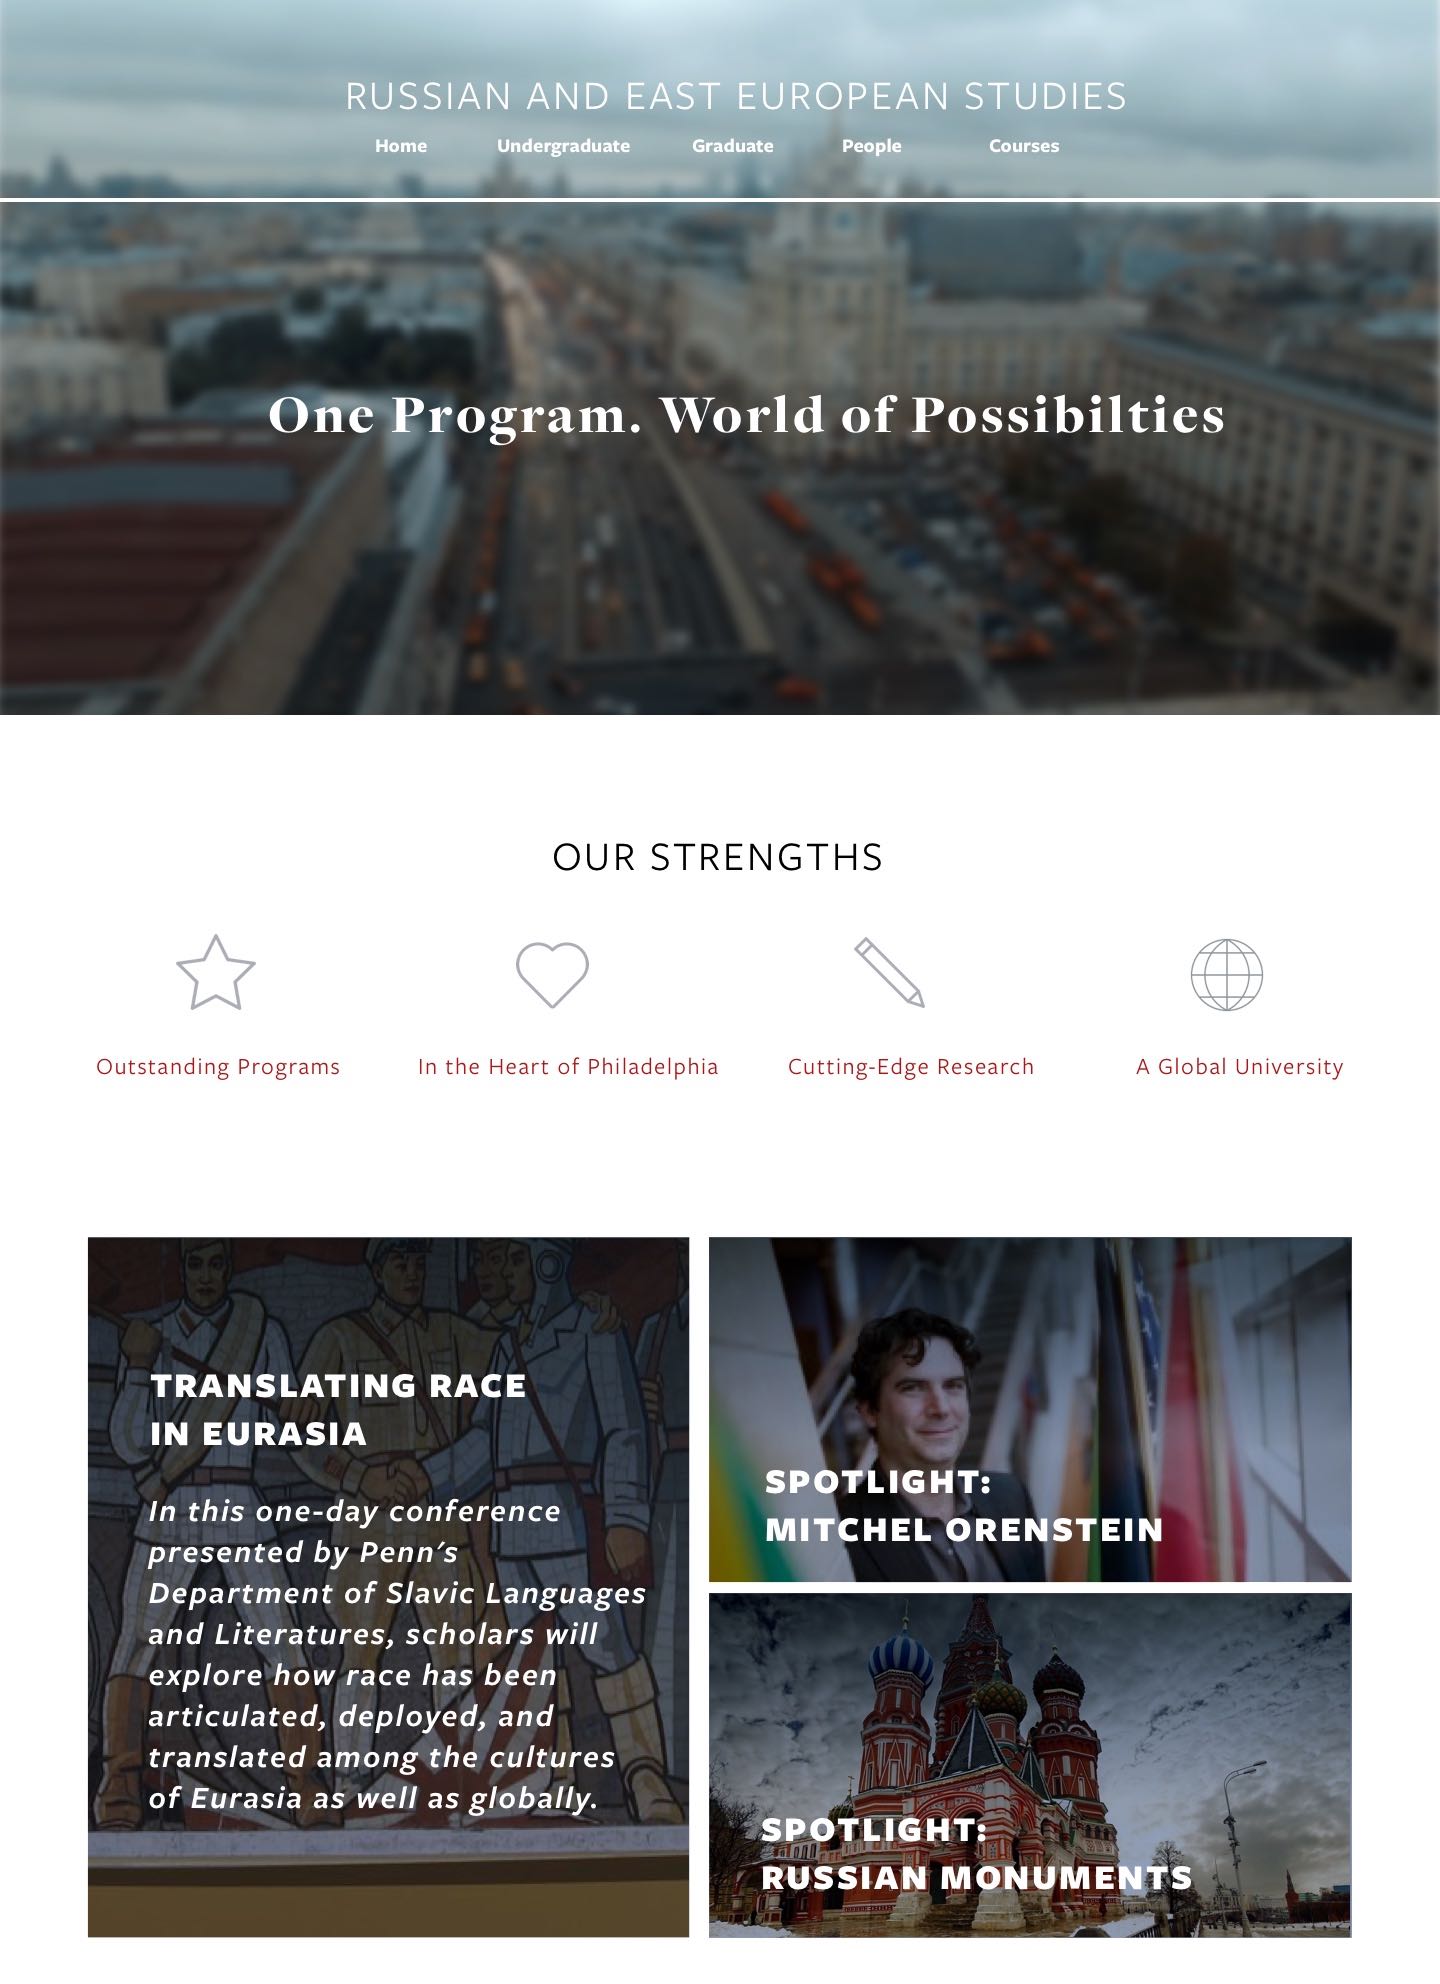 RUSSIAN AND EAST EUROPEAN STUDIES
Home Undergraduate Graduate People Courses
One Program. World of Possibilties
OUR STRENGTHS
Outstanding Programs
In the Heart of Philadelphia
Cutting-Edge Research
A Global University
TRANSLATING RACE
IN EURASIA
In this one-day conference
presented by Penn's
Department of Slavic Languages
and Literatures, scholars will
explore how race has been
articulated, deployed, and
translated among the cultures
of Eurasia as well as globally.
SPOTLIGHT:
MITCHEL ORENSTEIN
SPOTLIGHT:
RUSSIAN MONUMENTS